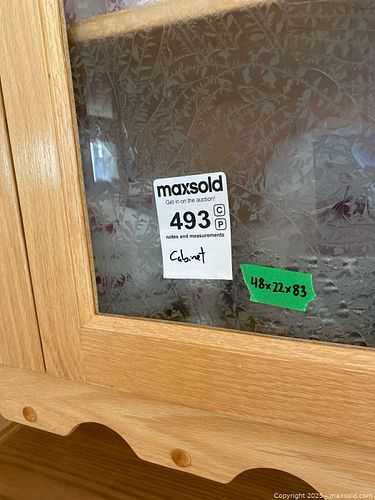 maxsold
Get in on the auction!
493 C
P
notes and measurements
Cabinet
48x22x83
Copyright 2025 - maxsold.com